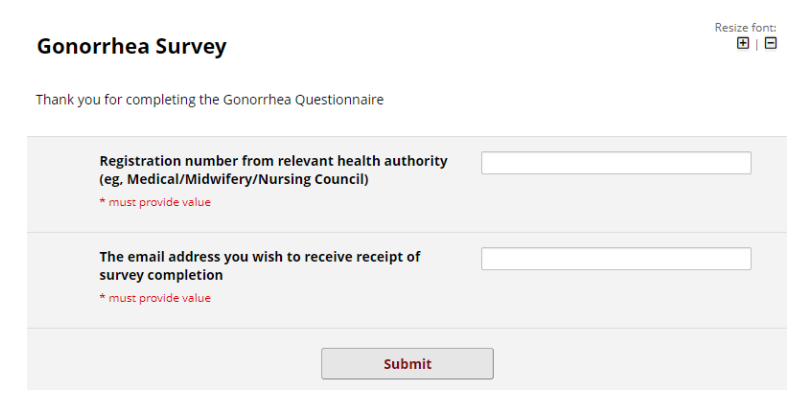 Resize font:
⊞ | ⊟
Gonorrhea Survey
Thank you for completing the Gonorrhea Questionnaire
Registration number from relevant health authority
(eg, Medical/Midwifery/Nursing Council)
* must provide value
The email address you wish to receive receipt of
survey completion
* must provide value
Submit